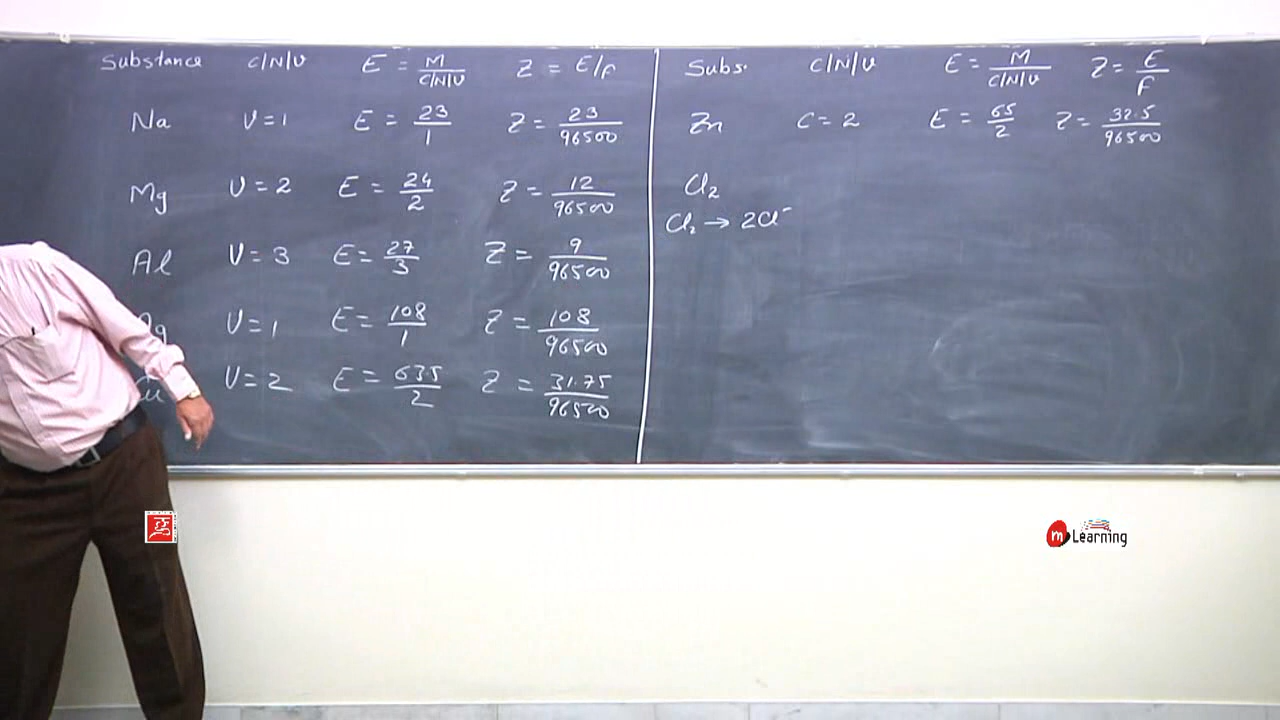 Substance C/N/V E = M/C/N/V Z = E/F
Na V = 1 E = 23/1 Z = 23/96500
Mg V = 2 E = 24/2 Z = 12/96500
Al V = 3 E = 27/3 Z = 9/96500
V = 1 E = 108/1 Z = 108/96500
Cu V = 2 E = 63.5/2 Z = 31.75/96500
Subs. C/N/V E = M/C/N/V Z = E/F
Zn C = 2 E = 65/2 Z = 32.5/96500
Cl₂
Cl₂ → 2Cl⁻
m Learning